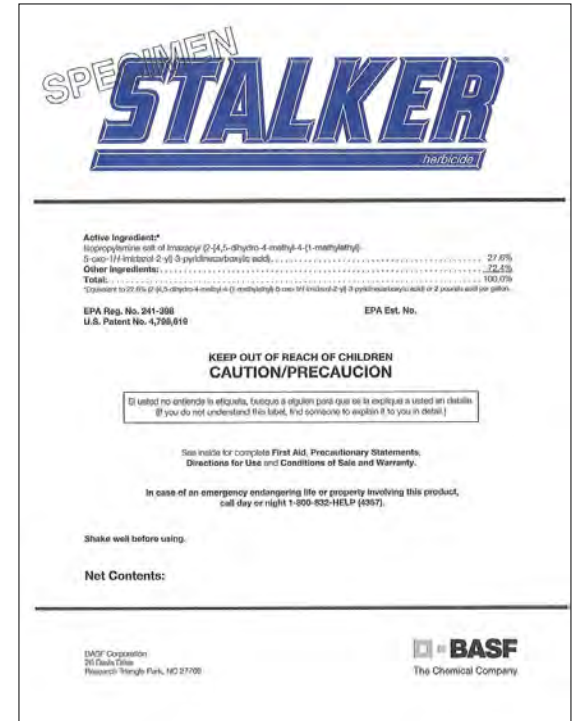 SPECIMEN
STALKER®
herbicide
Active Ingredient:*
Isopropylamine salt of Imazapyr (2-[4,5-dihydro-4-methyl-4-(1-methylethyl)-
5-oxo-1H-imidazol-2-yl]-3-pyridinecarboxylic acid) 27.6%
Other Ingredients: 72.4%
Total: 100.0%
EPA Reg. No. 241-398 EPA Est. No.
U.S. Patent No. 4,798,619
KEEP OUT OF REACH OF CHILDREN
CAUTION/PRECAUCION
Si usted no entiende la etiqueta, busque a alguien para que se la explique a usted en detalle.
(If you do not understand this label, find someone to explain it to you in detail.)
See inside for complete First Aid, Precautionary Statements,
Directions for Use and Conditions of Sale and Warranty.
In case of an emergency endangering life or property involving this product,
call day or night 1-800-832-HELP (4357).
Shake well before using.
Net Contents:
BASF Corporation
26 Davis Drive
Research Triangle Park, NC 27709
BASF
The Chemical Company